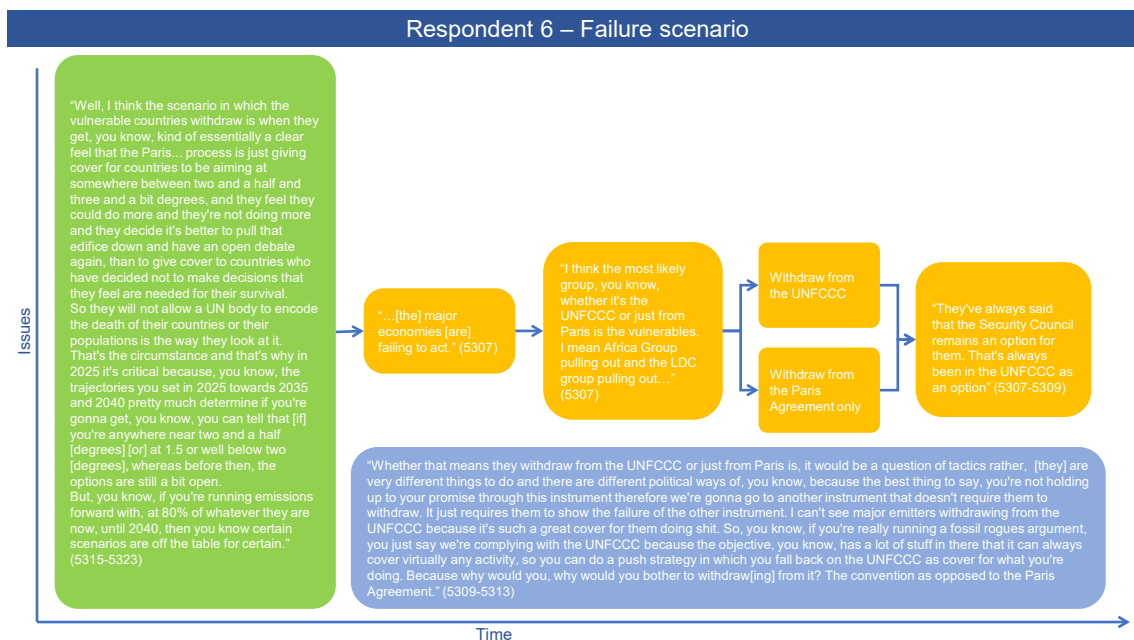 Respondent 6 – Failure scenario
“Well, I think the scenario in which the
vulnerable countries withdraw is when they
get, you know, kind of essentially a clear
feel that the Paris... process is just giving
cover for countries to be aiming at
somewhere between two and a half and
three and a bit degrees, and they feel they
could do more and they're not doing more
and they decide it's better to pull that
edifice down and have an open debate
again, than to give cover to countries who
have decided not to make decisions that
they feel are needed for their survival.
So they will not allow a UN body to encode
the death of their countries or their
populations is the way they look at it.
That's the circumstance and that's why in
2025 it's critical because, you know, the
trajectories you set in 2025 towards 2035
and 2040 pretty much determine if you're
gonna get, you know, you can tell that [if]
you're anywhere near two and a half
[degrees] [or] at 1.5 or well below two
[degrees], whereas before then, the
options are still a bit open.
But, you know, if you're running emissions
forward with, at 80% of whatever they are
now, until 2040, then you know certain
scenarios are off the table for certain.”
(5315-5323)
“…[the] major
economies [are]
failing to act.” (5307)
“I think the most likely
group, you know,
whether it's the
UNFCCC or just from
Paris is the vulnerables.
I mean Africa Group
pulling out and the LDC
group pulling out…”
(5307)
Withdraw from
the UNFCCC
Withdraw from
the Paris
Agreement only
“They've always said
that the Security Council
remains an option for
them. That's always
been in the UNFCCC as
an option” (5307-5309)
“Whether that means they withdraw from the UNFCCC or just from Paris is, it would be a question of tactics rather, [they] are
very different things to do and there are different political ways of, you know, because the best thing to say, you're not holding
up to your promise through this instrument therefore we're gonna go to another instrument that doesn't require them to
withdraw. It just requires them to show the failure of the other instrument. I can't see major emitters withdrawing from the
UNFCCC because it's such a great cover for them doing shit. So, you know, if you're really running a fossil rogues argument,
you just say we're complying with the UNFCCC because the objective, you know, has a lot of stuff in there that it can always
cover virtually any activity, so you can do a push strategy in which you fall back on the UNFCCC as cover for what you're
doing. Because why would you, why would you bother to withdraw[ing] from it? The convention as opposed to the Paris
Agreement.” (5309-5313)
Issues
Time